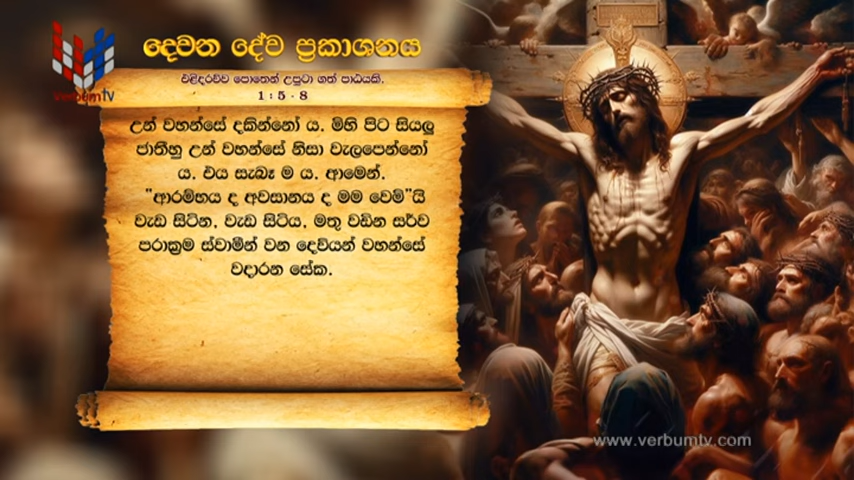 verbumtv
දෙවන දේව ප්‍රකාශනය
එළිදරව්ව පොතෙන් උපුටා ගත් පාඨයකි.
1 : 5 - 8
උන් වහන්සේ දකින්නෝ ය. මිහි පිට සියලු
ජාතීහු උන් වහන්සේ නිසා වැලපෙන්නෝ
ය. එය සැබෑ ම ය. ආමෙන්.
"ආරම්භය ද අවසානය ද මම වෙමි"යි
වැඩ සිටින, වැඩ සිටිය, මතු වඩින සර්ව
පරාක්‍රම ස්වාමීන් වන දෙවියන් වහන්සේ
වදාරන සේක.
www.verbumtv.com